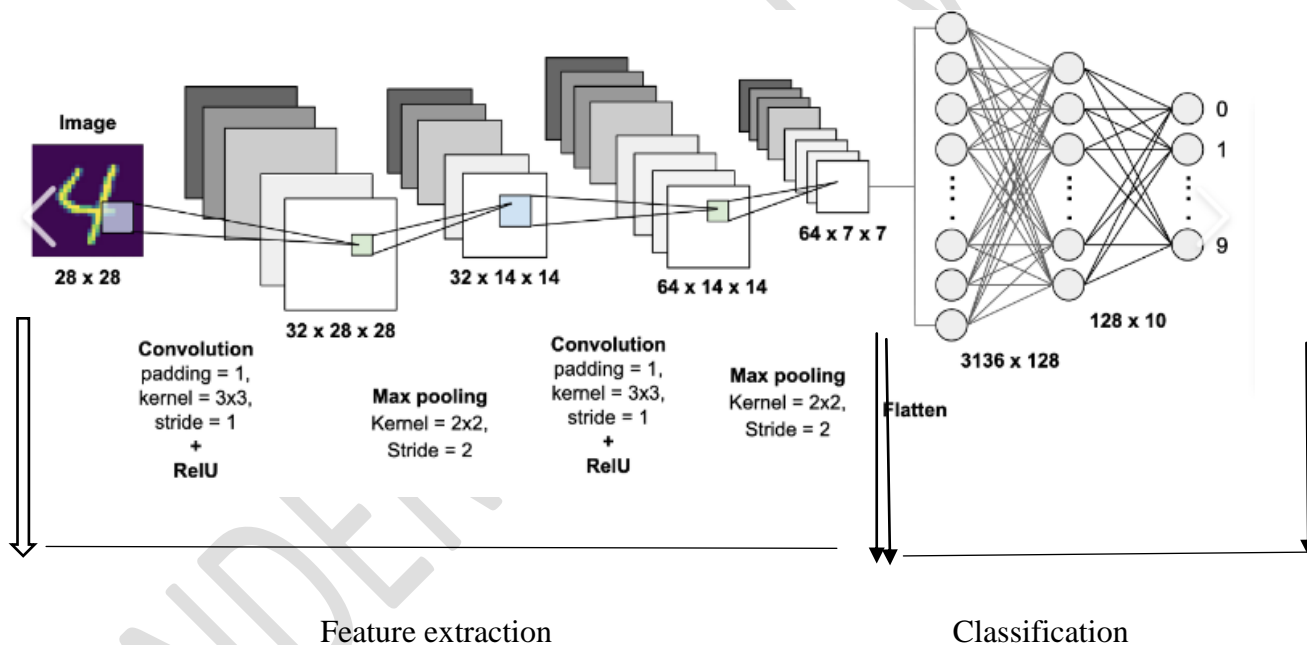 Image
28 x 28
32 x 28 x 28
32 x 14 x 14
64 x 14 x 14
64 x 7 x 7
3136 x 128
128 x 10
0
1
9
Convolution
padding = 1,
kernel = 3x3,
stride = 1
+
RelU
Max pooling
Kernel = 2x2,
Stride = 2
Convolution
padding = 1,
kernel = 3x3,
stride = 1
+
RelU
Max pooling
Kernel = 2x2,
Stride = 2
Flatten
Feature extraction
Classification